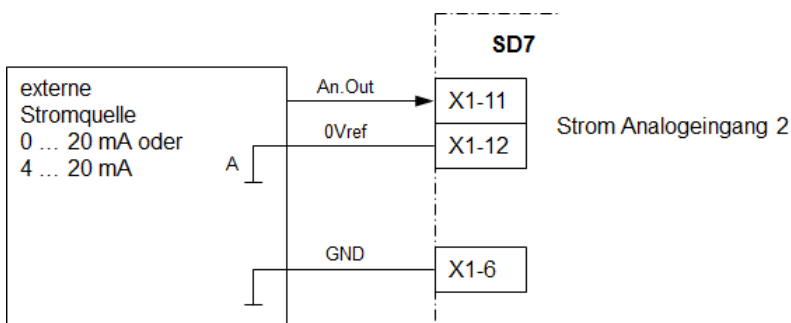 SD7
externe
Stromquelle
0 ... 20 mA oder
4 ... 20 mA
A
An.Out
0Vref
GND
X1-11
X1-12
X1-6
Strom Analogeingang 2